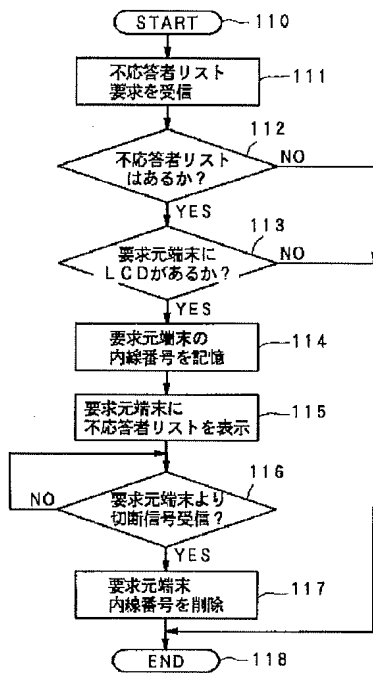 START
110
不応答者リスト
要求を受信
111
112
不応答者リスト
はあるか?
NO
YES
113
要求元端末に
LCDがあるか?
NO
YES
要求元端末の
内線番号を記憶
114
要求元端末に
不応答者リストを表示
115
116
要求元端末より
切断信号受信?
NO
YES
要求元端末
内線番号を削除
117
END
118